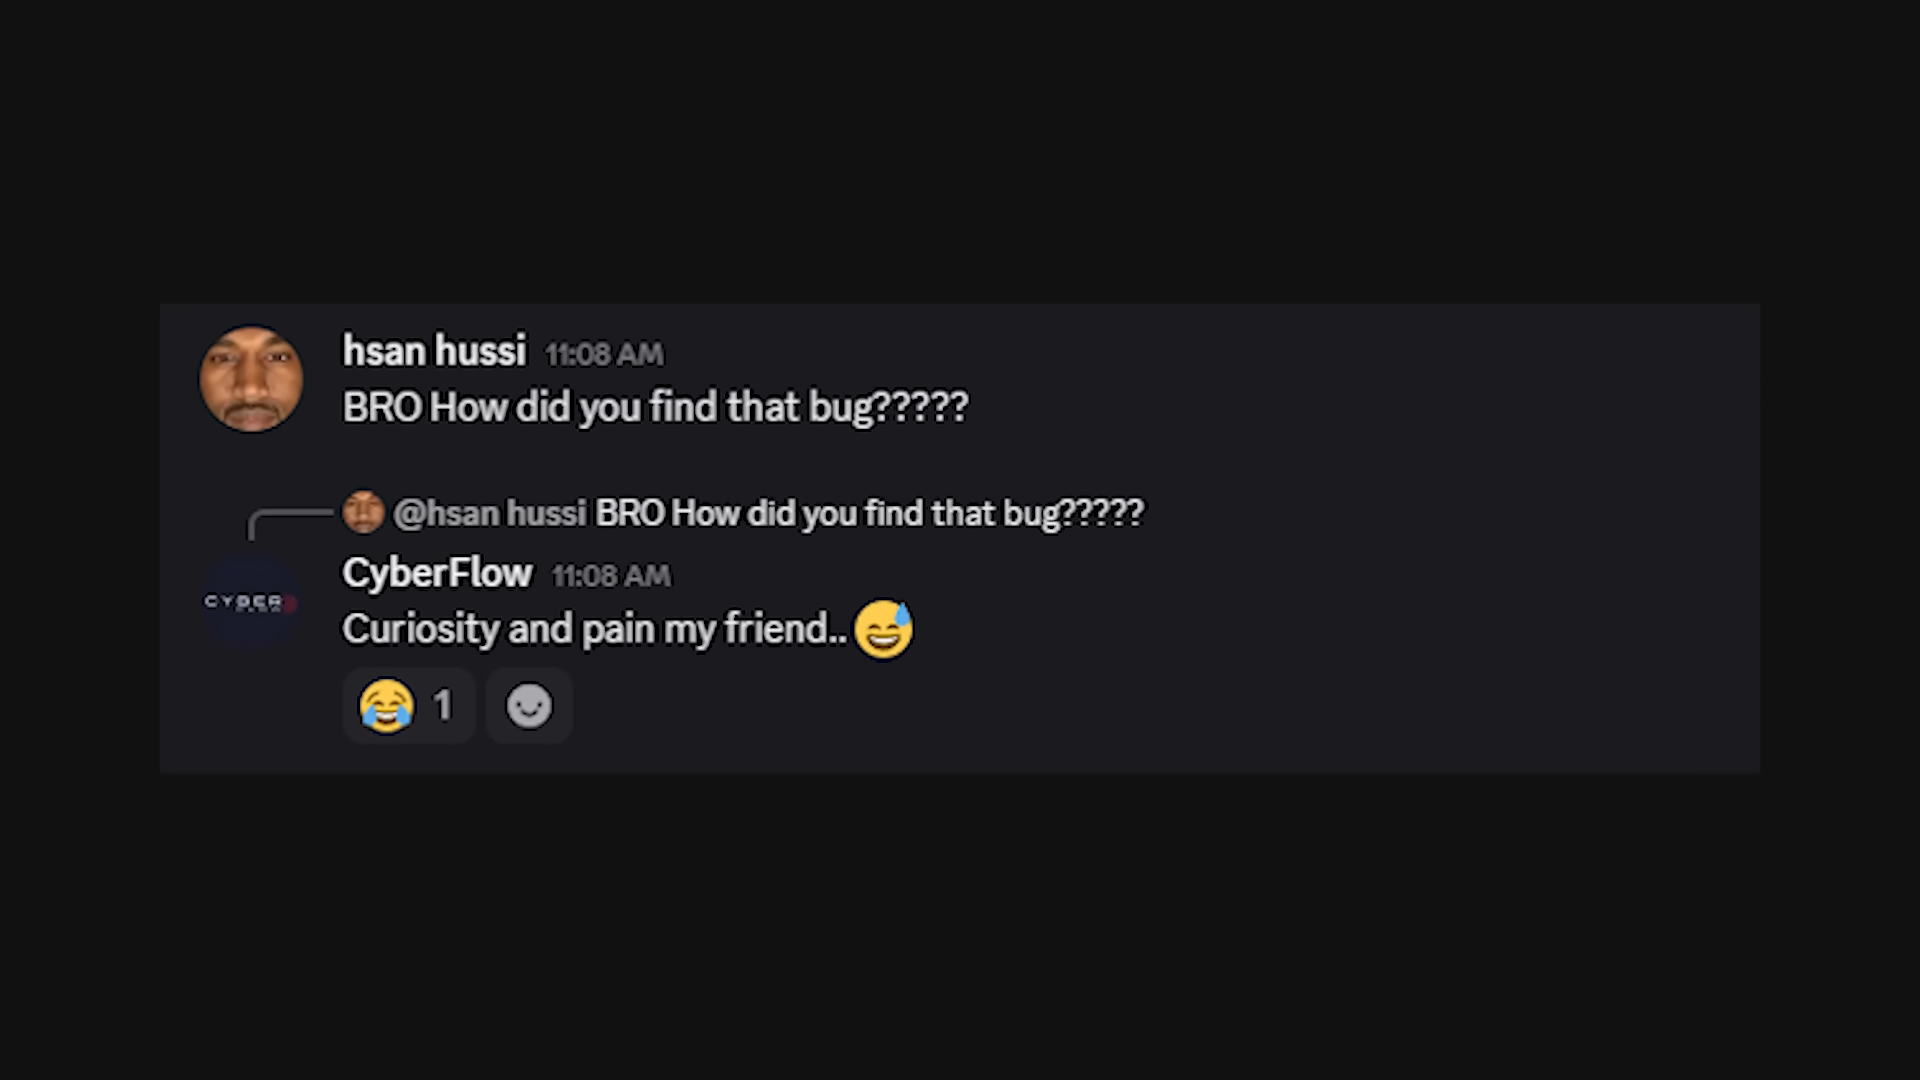 hsan hussi 11:08 AM
BRO How did you find that bug?????
@hsan hussi BRO How did you find that bug?????
CyberFlow 11:08 AM
CYBER
Curiosity and pain my friend.. 😅
😂 1